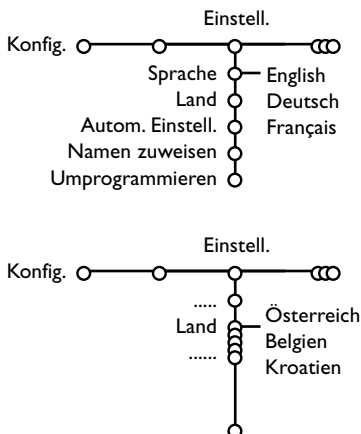 Einstell.
Konfig.
Sprache English
Land Deutsch
Autom. Einstell. Français
Namen zuweisen
Umprogrammieren
Einstell.
Konfig.
.....
Land Österreich
Belgien
...... Kroatien